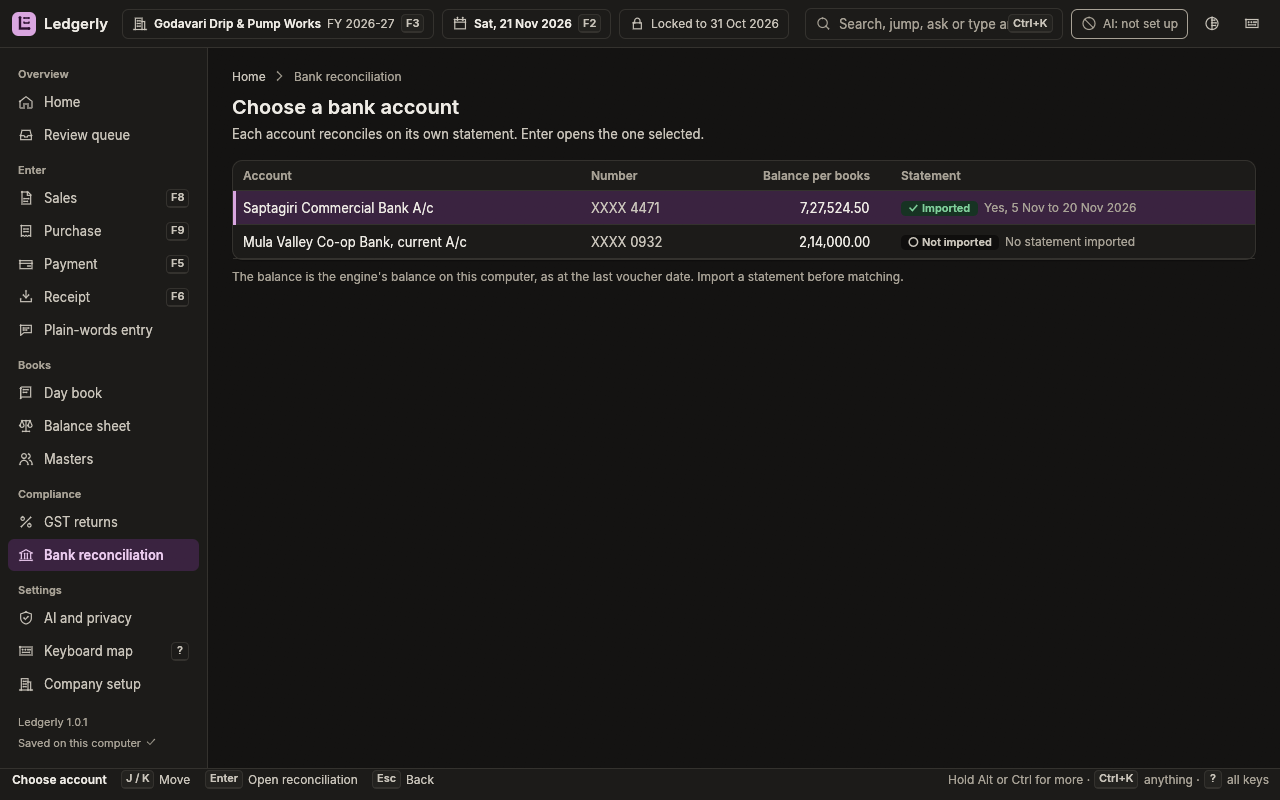 Ledgerly
Godavari Drip & Pump Works FY 2026-27 F3
Sat, 21 Nov 2026 F2
Locked to 31 Oct 2026
Search, jump, ask or type a Ctrl+K
AI: not set up
Overview
Home
Review queue
Enter
Sales F8
Purchase F9
Payment F5
Receipt F6
Plain-words entry
Books
Day book
Balance sheet
Masters
Compliance
GST returns
Bank reconciliation
Settings
AI and privacy
Keyboard map ?
Company setup
Ledgerly 1.0.1
Saved on this computer
Home Bank reconciliation
Choose a bank account
Each account reconciles on its own statement. Enter opens the one selected.
Account Number Balance per books Statement
Saptagiri Commercial Bank A/c XXXX 4471 7,27,524.50 Imported Yes, 5 Nov to 20 Nov 2026
Mula Valley Co-op Bank, current A/c XXXX 0932 2,14,000.00 Not imported No statement imported
The balance is the engine's balance on this computer, as at the last voucher date. Import a statement before matching.
Choose account J / K Move Enter Open reconciliation Esc Back
Hold Alt or Ctrl for more · Ctrl+K anything · ? all keys